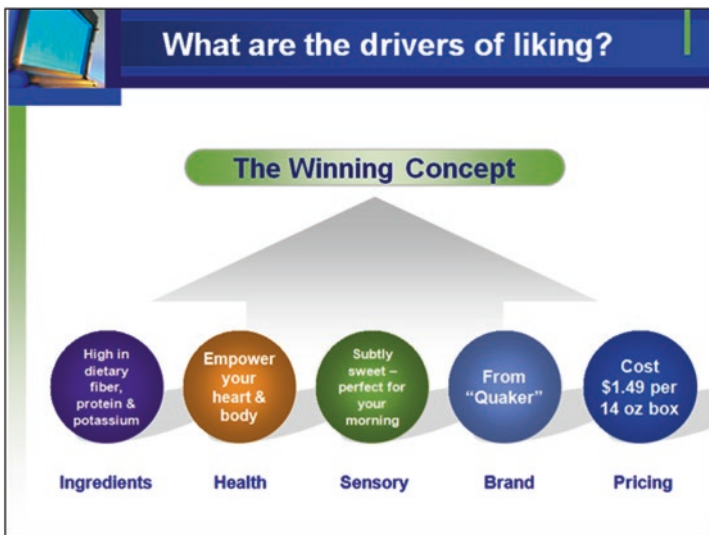 What are the drivers of liking?
The Winning Concept
High in
dietary
fiber,
protein &
potassium
Empower
your
heart &
body
Subtly
sweet –
perfect for
your
morning
From
“Quaker”
Cost
$1.49 per
14 oz box
Ingredients
Health
Sensory
Brand
Pricing